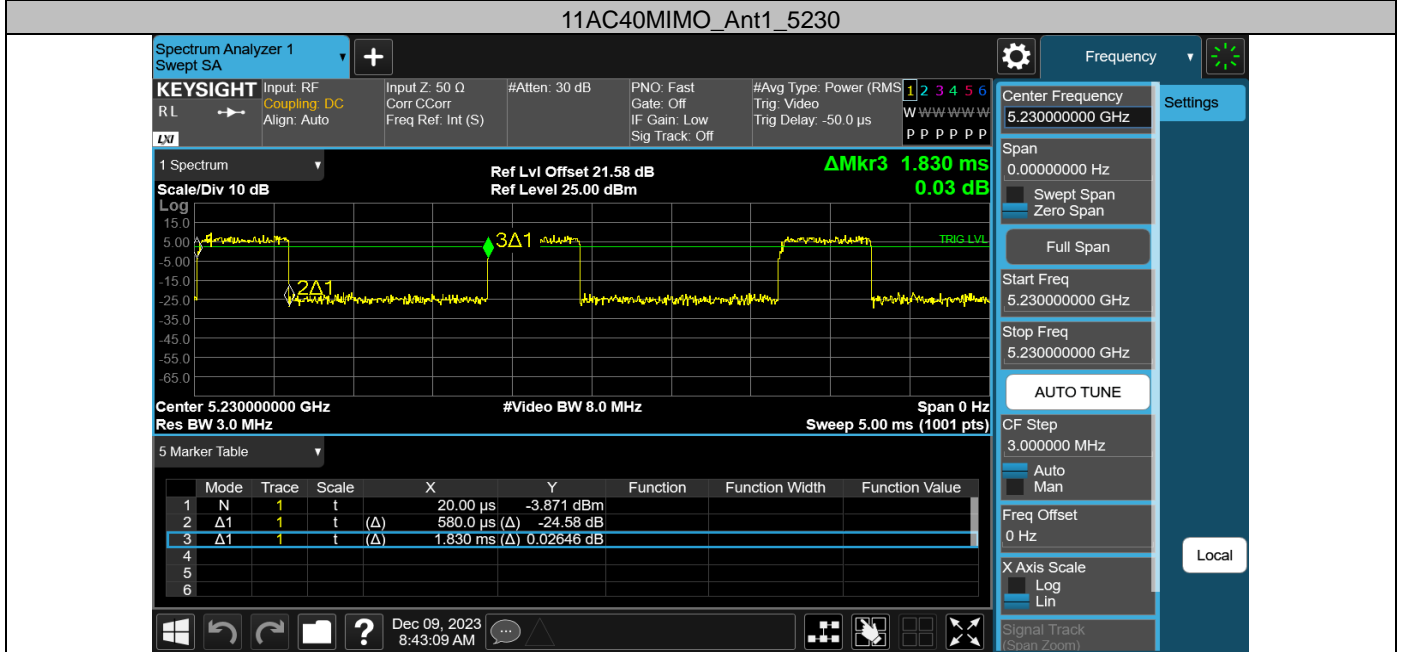 11AC40MIMO_Ant1_5230
Spectrum Analyzer 1
Swept SA
Frequency
KEYSIGHT
RL
LXI
Input: RF
Coupling: DC
Align: Auto
Input Z: 50 Ω
Corr CCorr
Freq Ref: Int (S)
#Atten: 30 dB
PNO: Fast
Gate: Off
IF Gain: Low
Sig Track: Off
#Avg Type: Power (RMS
Trig: Video
Trig Delay: -50.0 µs
1 2 3 4 5 6
W W W W W W
P P P P P P
1 Spectrum
Scale/Div 10 dB
Ref Lvl Offset 21.58 dB
Ref Level 25.00 dBm
ΔMkr3 1.830 ms
0.03 dB
Log
15.0
5.00
-5.00
-15.0
-25.0
-35.0
-45.0
-55.0
-65.0
2Δ1
3Δ1
TRIG LVL
Center 5.230000000 GHz
Res BW 3.0 MHz
#Video BW 8.0 MHz
Span 0 Hz
Sweep 5.00 ms (1001 pts)
5 Marker Table
Mode Trace Scale X Y Function Function Width Function Value
1 N 1 t 20.00 µs -3.871 dBm
2 Δ1 1 t (Δ) 580.0 µs (Δ) -24.58 dB
3 Δ1 1 t (Δ) 1.830 ms (Δ) 0.02646 dB
4
5
6
Dec 09, 2023
8:43:09 AM
Center Frequency
5.230000000 GHz
Span
0.00000000 Hz
Swept Span
Zero Span
Full Span
Start Freq
5.230000000 GHz
Stop Freq
5.230000000 GHz
AUTO TUNE
CF Step
3.000000 MHz
Auto
Man
Freq Offset
0 Hz
X Axis Scale
Log
Lin
Signal Track
(Span Zoom)
Settings
Local